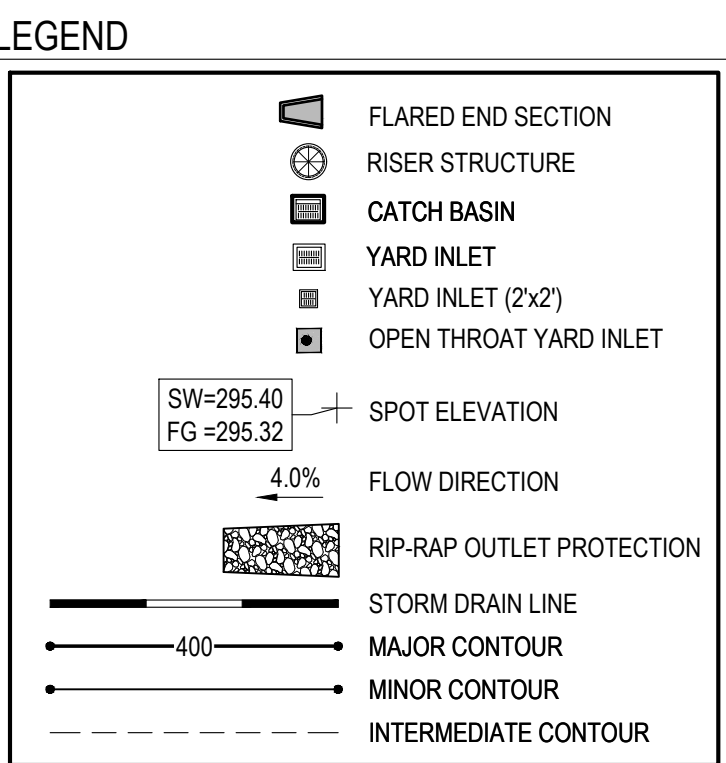 LEGEND
FLARED END SECTION
RISER STRUCTURE
CATCH BASIN
YARD INLET
YARD INLET (2'x2')
OPEN THROAT YARD INLET
SW=295.40
FG =295.32
SPOT ELEVATION
4.0%
FLOW DIRECTION
RIP-RAP OUTLET PROTECTION
STORM DRAIN LINE
400
MAJOR CONTOUR
MINOR CONTOUR
INTERMEDIATE CONTOUR